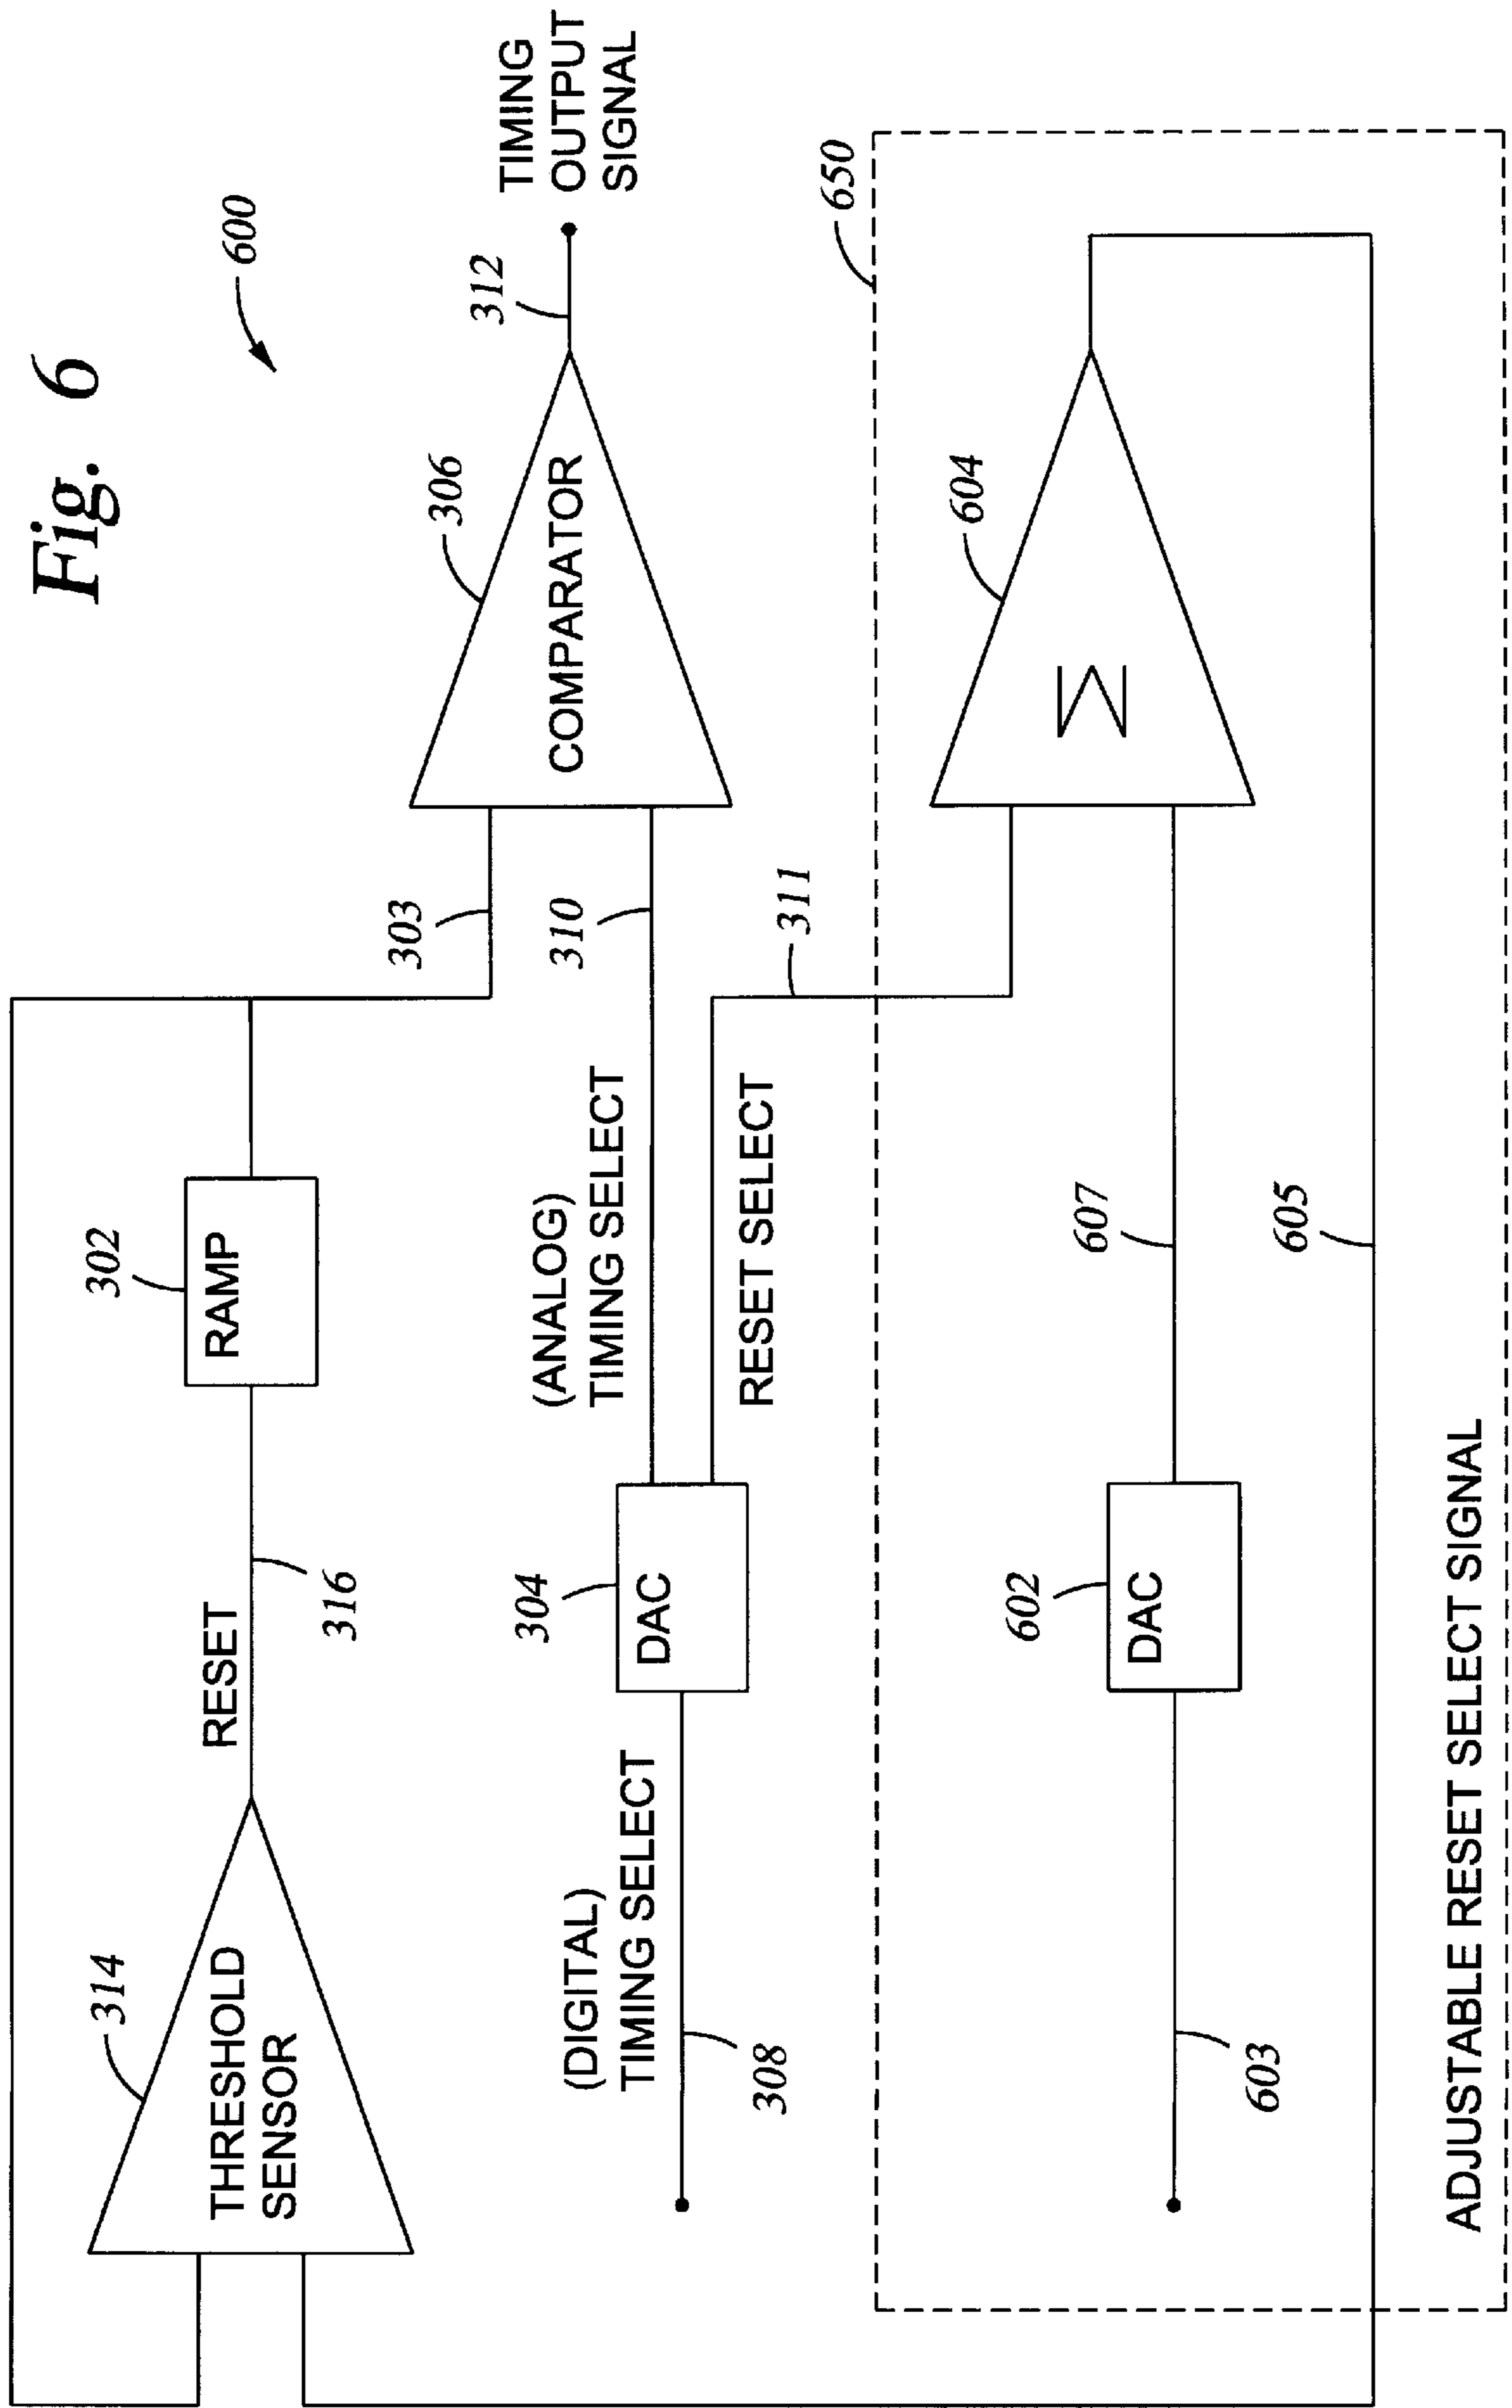 Fig. 6
600
314
THRESHOLD
SENSOR
RESET
316
302
RAMP
303
306
COMPARATOR
312
TIMING
OUTPUT
SIGNAL
(DIGITAL)
TIMING SELECT
308
304
DAC
(ANALOG)
TIMING SELECT
310
RESET SELECT
311
650
603
602
DAC
607
604
Σ
605
ADJUSTABLE RESET SELECT SIGNAL